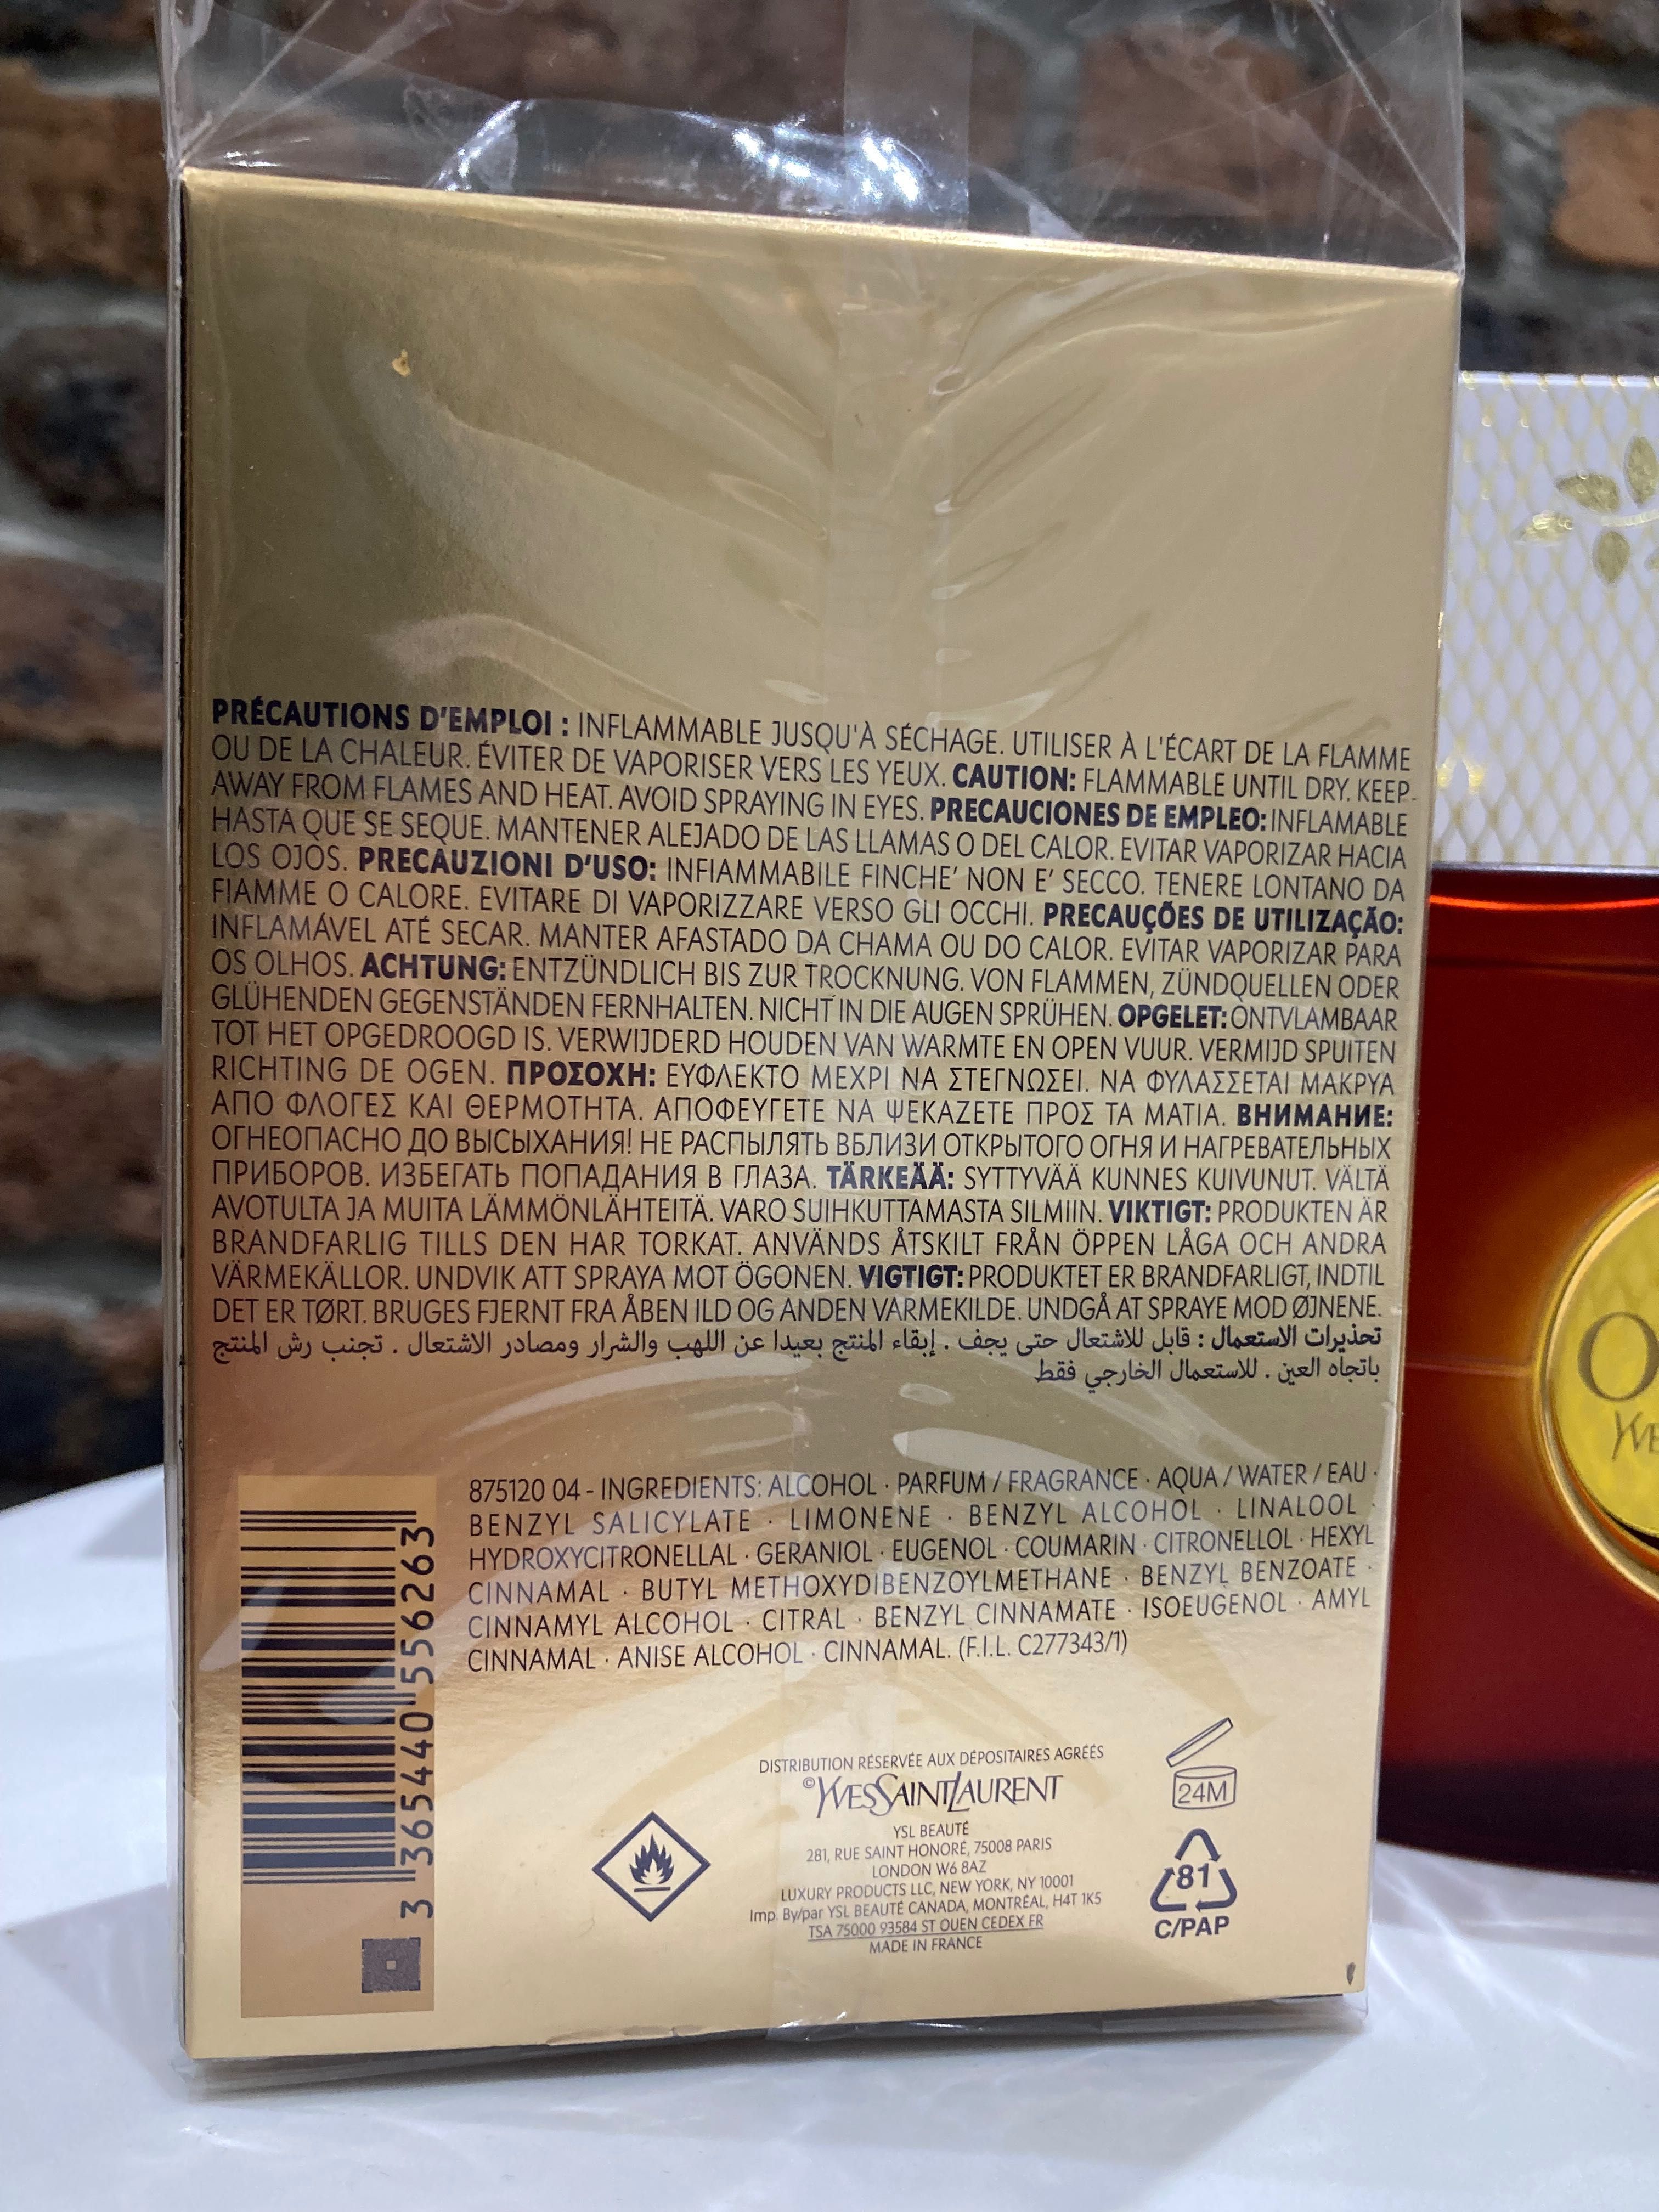 PRÉCAUTIONS D'EMPLOI : INFLAMMABLE JUSQU'À SÉCHAGE. UTILISER À L'ÉCART DE LA FLAMME
OU DE LA CHALEUR. ÉVITER DE VAPORISER VERS LES YEUX. CAUTION: FLAMMABLE UNTIL DRY. KEEP
AWAY FROM FLAMES AND HEAT. AVOID SPRAYING IN EYES. PRECAUCIONES DE EMPLEO: INFLAMABLE
HASTA QUE SE SEQUE. MANTENER ALEJADO DE LAS LLAMAS O DEL CALOR. EVITAR VAPORIZAR HACIA
LOS OJOS. PRECAUZIONI D'USO: INFIAMMABILE FINCHE' NON E' SECCO. TENERE LONTANO DA
FIAMME O CALORE. EVITARE DI VAPORIZZARE VERSO GLI OCCHI. PRECAUÇÕES DE UTILIZAÇÃO:
INFLAMÁVEL ATÉ SECAR. MANTER AFASTADO DA CHAMA OU DO CALOR. EVITAR VAPORIZAR PARA
OS OLHOS. ACHTUNG: ENTZÜNDLICH BIS ZUR TROCKNUNG. VON FLAMMEN, ZÜNDQUELLEN ODER
GLÜHENDEN GEGENSTÄNDEN FERNHALTEN. NICHT IN DIE AUGEN SPRÜHEN. OPGELET: ONTVLAMBAAR
TOT HET OPGEDROOGD IS. VERWIJDERD HOUDEN VAN WARMTE EN OPEN VUUR. VERMIJD SPUITEN
RICHTING DE OGEN. ΠΡΟΣΟΧΗ: ΕΥΦΛΕΚΤΟ ΜΕΧΡΙ ΝΑ ΣΤΕΓΝΩΣΕΙ. ΝΑ ΦΥΛΑΣΣΕΤΑΙ ΜΑΚΡΥΑ
ΑΠΟ ΦΛΟΓΕΣ ΚΑΙ ΘΕΡΜΟΤΗΤΑ. ΑΠΟΦΕΥΓΕΤΕ ΝΑ ΨΕΚΑΖΕΤΕ ΠΡΟΣ ΤΑ ΜΑΤΙΑ. ВНИМАНИЕ:
ОГНЕОПАСНО ДО ВЫСЫХАНИЯ! НЕ РАСПЫЛЯТЬ ВБЛИЗИ ОТКРЫТОГО ОГНЯ И НАГРЕВАТЕЛЬНЫХ
ПРИБОРОВ. ИЗБЕГАТЬ ПОПАДАНИЯ В ГЛАЗА. TÄRKEÄÄ: SYTTYVÄÄ KUNNES KUIVUNUT. VÄLTÄ
AVOTULTA JA MUITA LÄMMÖNLÄHTEITÄ. VARO SUIHKUTTAMASTA SILMIIN. VIKTIGT: PRODUKTEN ÄR
BRANDFARLIG TILLS DEN HAR TORKAT. ANVÄNDS ÅTSKILT FRÅN ÖPPEN LÅGA OCH ANDRA
VÄRMEKÄLLOR. UNDVIK ATT SPRAYA MOT ÖGONEN. VIGTIGT: PRODUKTET ER BRANDFARLIGT, INDTIL
DET ER TØRT. BRUGES FJERNT FRA ÅBEN ILD OG ANDEN VARMEKILDE. UNDGÅ AT SPRAYE MOD ØJNENE.
تحذيرات الاستعمال : قابل للاشتعال حتى يجف . إبقاء المنتج بعيدا عن اللهب والشرار ومصادر الاشتعال . تجنب رش المنتج
باتجاه العين . للاستعمال الخارجي فقط
875120 04 - INGREDIENTS: ALCOHOL · PARFUM / FRAGRANCE · AQUA / WATER / EAU ·
BENZYL SALICYLATE · LIMONENE · BENZYL ALCOHOL · LINALOOL ·
HYDROXYCITRONELLAL · GERANIOL · EUGENOL · COUMARIN · CITRONELLOL · HEXYL
CINNAMAL · BUTYL METHOXYDIBENZOYLMETHANE · BENZYL BENZOATE ·
CINNAMYL ALCOHOL · CITRAL · BENZYL CINNAMATE · ISOEUGENOL · AMYL
CINNAMAL · ANISE ALCOHOL · CINNAMAL. (F.I.L. C277343/1)
3 365440 556263
DISTRIBUTION RÉSERVÉE AUX DÉPOSITAIRES AGRÉÉS
©YVESSAINTLAURENT
YSL BEAUTÉ
281, RUE SAINT HONORÉ, 75008 PARIS
LONDON W6 8AZ
LUXURY PRODUCTS LLC, NEW YORK, NY 10001
Imp. By/par YSL BEAUTÉ CANADA, MONTRÉAL, H4T 1K5
TSA 75000 93584 ST OUEN CEDEX FR
MADE IN FRANCE
24M
81
C/PAP
O
YVE